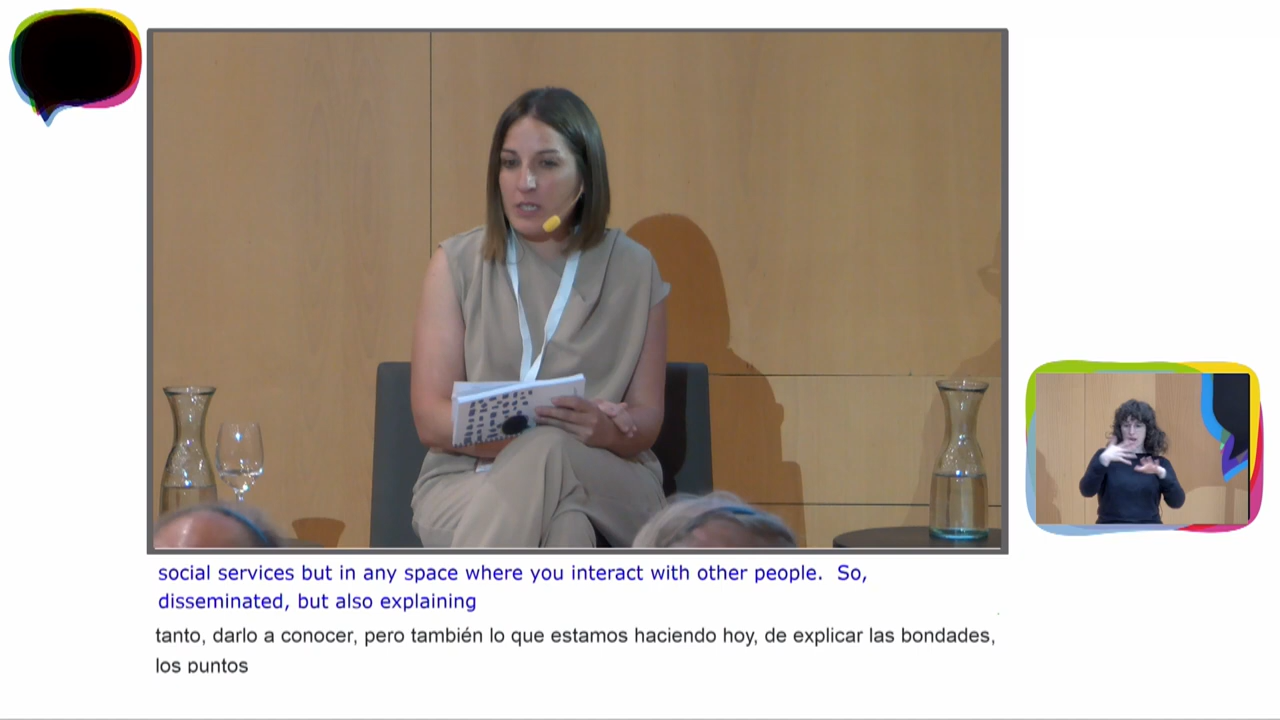 social services but in any space where you interact with other people.  So,
disseminated, but also explaining
tanto, darlo a conocer, pero también lo que estamos haciendo hoy, de explicar las bondades,
los puntos